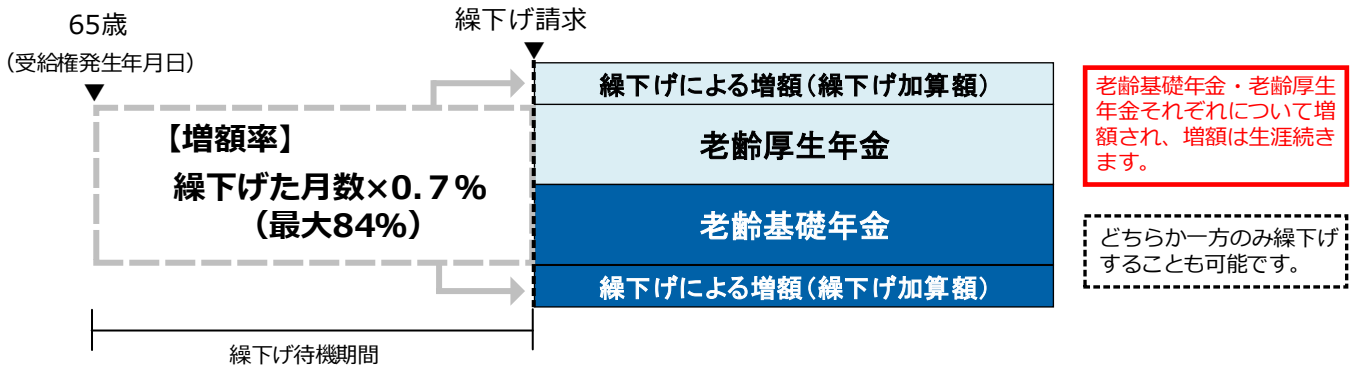 65歳
（受給権発生年月日）
繰下げ請求
【増額率】
繰下げた月数×0.7％
（最大84%）
繰下げによる増額（繰下げ加算額）
老齢厚生年金
老齢基礎年金
繰下げによる増額（繰下げ加算額）
繰下げ待機期間
老齢基礎年金・老齢厚生
年金それぞれについて増
額され、増額は生涯続き
ます。
どちらか一方のみ繰下げ
することも可能です。